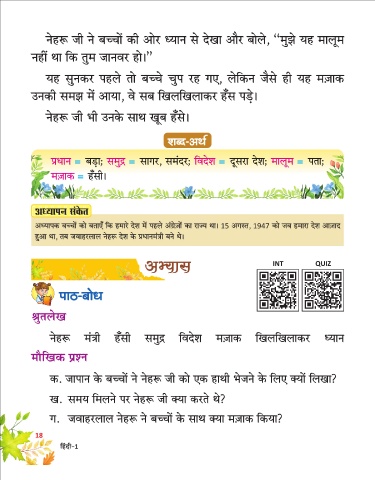 नेहरू जी ने बच्चों की ओर ध्यान से देखा और बोले, ‘‘मुझे यह मालूम
नहीं था कि तुम जानवर हो।’’
यह सुनकर पहले तो बच्चे चुप रह गए, लेकिन जैसे ही यह मज़ाक
उनकी समझ में आया, वे सब खिलखिलाकर हँस पड़े।
नेहरू जी भी उनके साथ खूब हँसे।
शब्द-अर्थ
प्रधान = बड़ा; समुद्र = सागर, समंदर; विदेश = दूसरा देश; मालूम = पता;
मज़ाक = हँसी।
अध्यापन संकेत
अध्यापक बच्चों को बताएँ कि हमारे देश में पहले अंग्रेज़ों का राज्य था। 15 अगस्त, 1947 को जब हमारा देश आज़ाद
हुआ था, तब जवाहरलाल नेहरू देश के प्रधानमंत्री बने थे।
अभ्यास
INT QUIZ
पाठ-बोध
श्रुतलेख
नेहरू मंत्री हँसी समुद्र विदेश मज़ाक खिलखिलाकर ध्यान
मौखिक प्रश्न
क. जापान के बच्चों ने नेहरू जी को एक हाथी भेजने के लिए क्यों लिखा?
ख. समय मिलने पर नेहरू जी क्या करते थे?
ग. जवाहरलाल नेहरू ने बच्चों के साथ क्या मज़ाक किया?
18
हिंदी-1